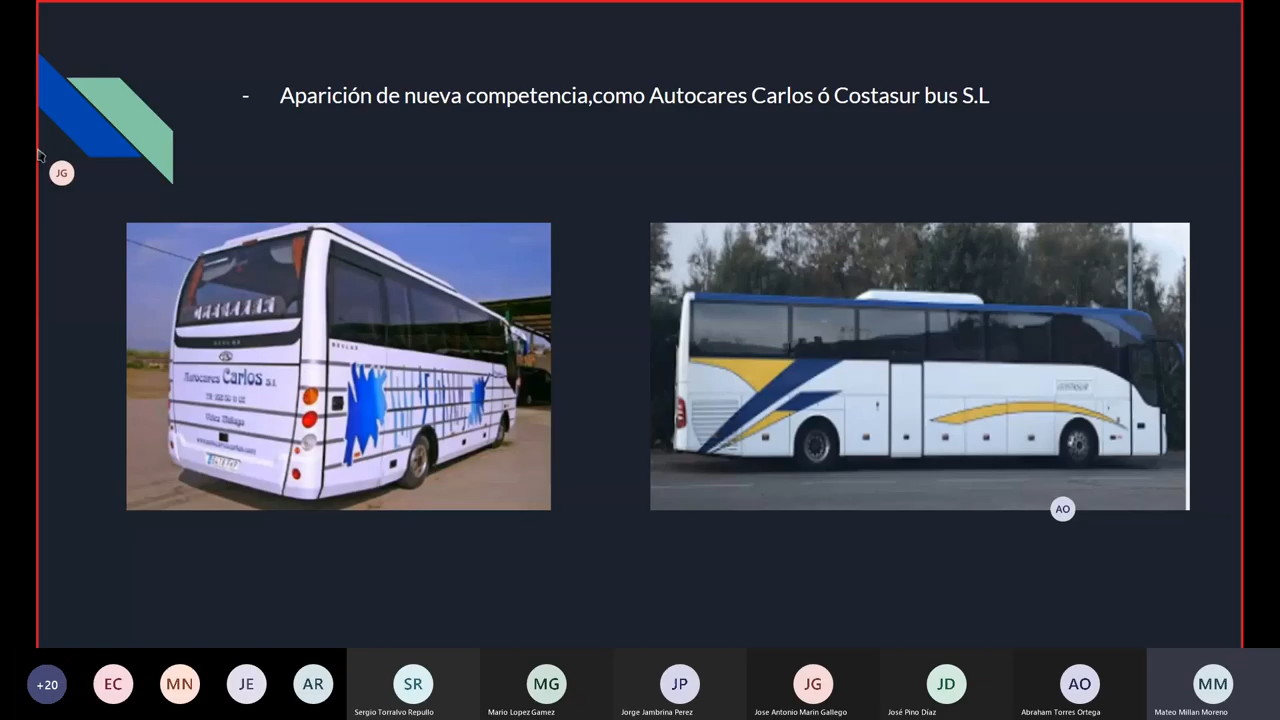 - Aparición de nueva competencia,como Autocares Carlos ó Costasur bus S.L
JG
BEULAS
Autocares Carlos S.L.
COSTASUR
AO
+20
EC
MN
JE
AR
SR
MG
JP
JG
JD
AO
MM
Sergio Torralvo Repullo
Mario Lopez Gamez
Jorge Jambrina Perez
Jose Antonio Marin Gallego
José Pino Díaz
Abraham Torres Ortega
Mateo Millan Moreno